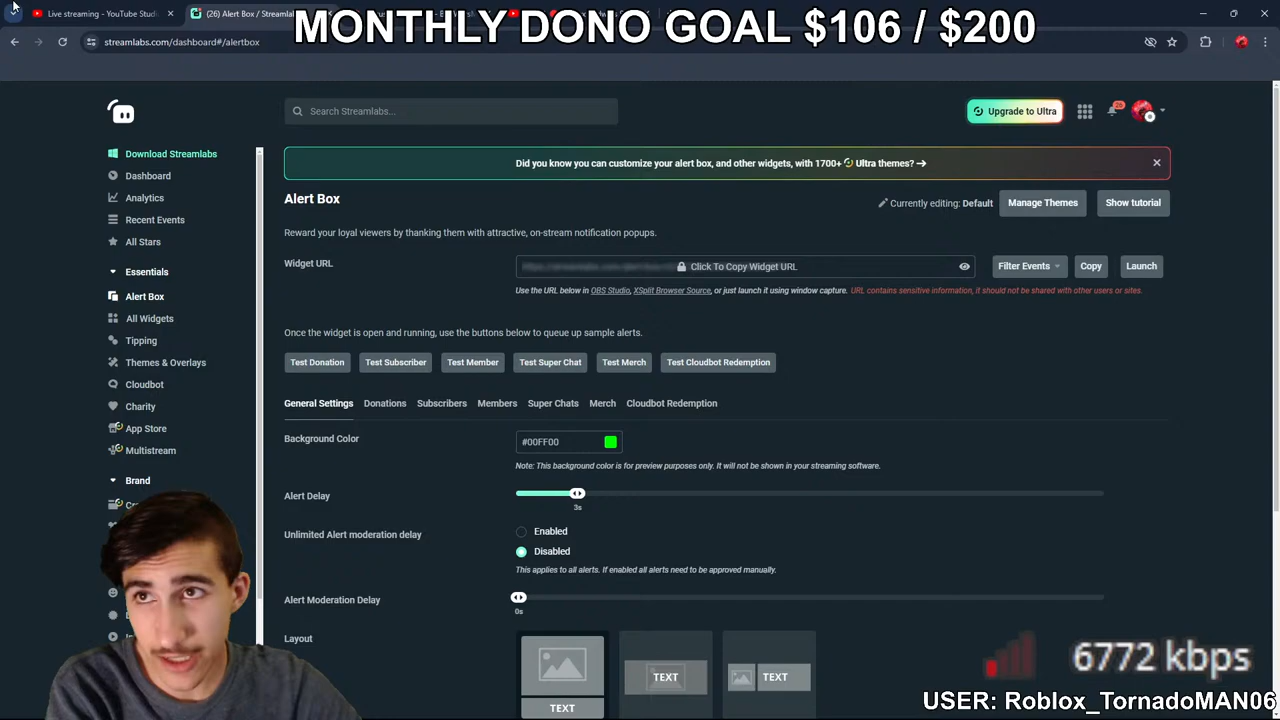 MONTHLY DONO GOAL $106 / $200
Live streaming - YouTube Stud
(26) Alert Box / Streamlabs
streamlabs.com/dashboard#/alertbox
Search Streamlabs...
Upgrade to Ultra
26
Download Streamlabs
Dashboard
Analytics
Recent Events
All Stars
Essentials
Alert Box
All Widgets
Tipping
Themes & Overlays
Cloudbot
Charity
App Store
Multistream
Brand
Did you know you can customize your alert box, and other widgets, with 1700+ Ultra themes? →
Alert Box
Currently editing: Default
Manage Themes
Show tutorial
Reward your loyal viewers by thanking them with attractive, on-stream notification popups.
Widget URL
Click To Copy Widget URL
Filter Events
Copy
Launch
Use the URL below in OBS Studio, XSplit Browser Source, or just launch it using window capture. URL contains sensitive information, it should not be shared with other users or sites.
Once the widget is open and running, use the buttons below to queue up sample alerts.
Test Donation
Test Subscriber
Test Member
Test Super Chat
Test Merch
Test Cloudbot Redemption
General Settings
Donations
Subscribers
Members
Super Chats
Merch
Cloudbot Redemption
Background Color
#00FF00
Note: This background color is for preview purposes only. It will not be shown in your streaming software.
Alert Delay
3s
Unlimited Alert moderation delay
Enabled
Disabled
This applies to all alerts. If enabled all alerts need to be approved manually.
Alert Moderation Delay
0s
Layout
TEXT
TEXT
TEXT
6772 kbps
USER: Roblox_TornadoMAN06